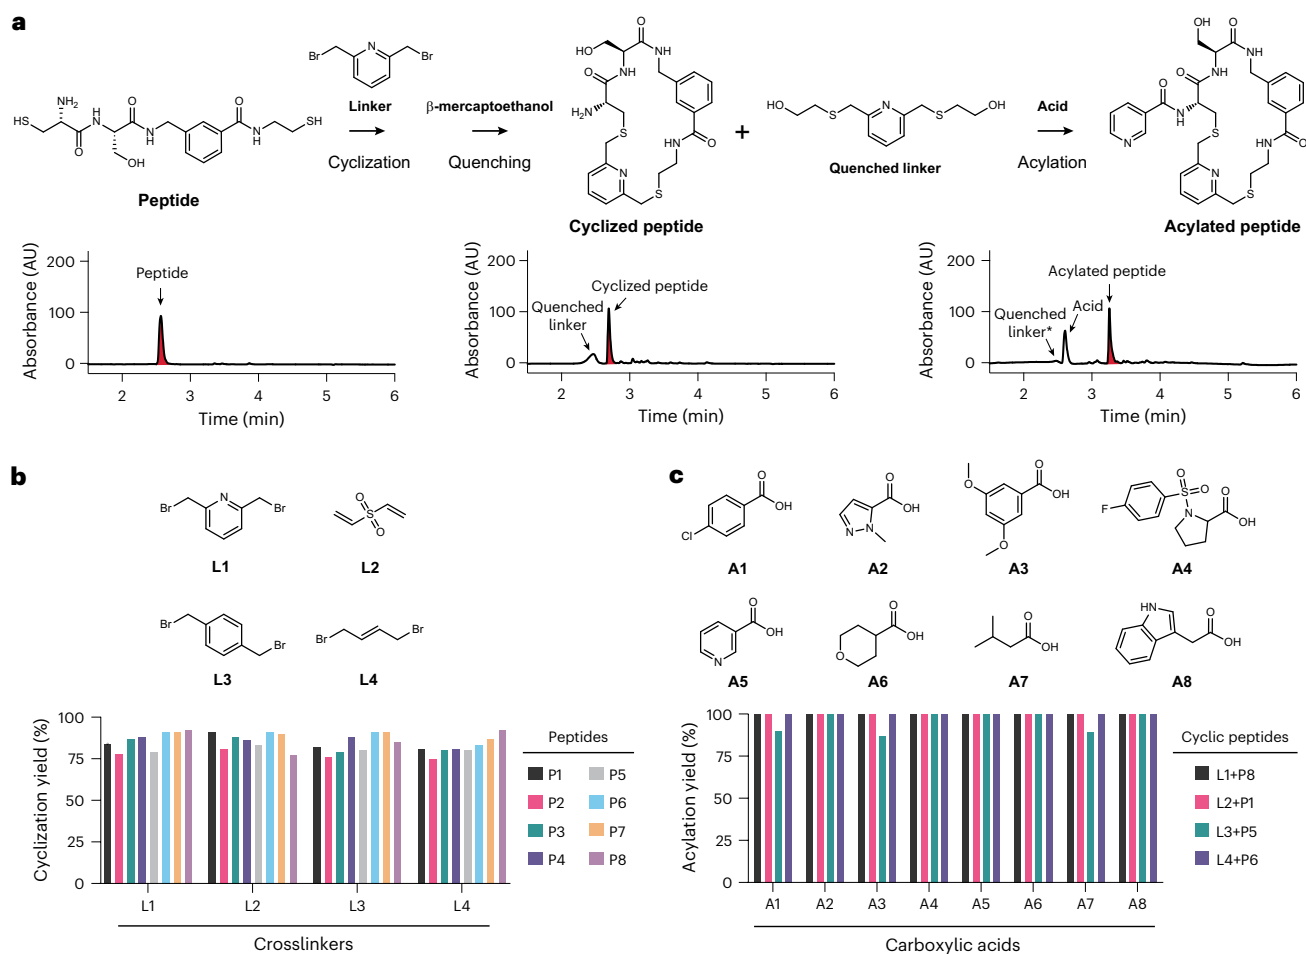 a
Br
N
Br
Linker
β-mercaptoethanol
Cyclization
Quenching
HS
NH2
O
H
N
OH
O
N
H
O
N
H
SH
Peptide
HO
O
NH
O
NH
H2N
S
N
S
HN
O
Cyclized peptide
+
HO
S
N
S
OH
Quenched linker
Acid
Acylation
OH
O
NH
O
NH
O
N
H
N
S
N
S
HN
O
Acylated peptide
Absorbance (AU)
200
100
0
Peptide
2
3
4
5
6
Time (min)
Absorbance (AU)
200
100
0
Quenched
linker
Cyclized peptide
2
3
4
5
6
Time (min)
Absorbance (AU)
200
100
0
Quenched
linker*
Acid
Acylated peptide
2
3
4
5
6
Time (min)
b
Br
N
Br
L1
O
S
O
L2
Br
Br
L3
Br
Br
L4
Cyclization yield (%)
100
75
50
25
0
L1
L2
L3
L4
Crosslinkers
Peptides
P1
P5
P2
P6
P3
P7
P4
P8
c
O
OH
Cl
A1
O
OH
N
N
A2
O
O
OH
O
A3
F
O
S
O
N
O
OH
A4
O
OH
N
A5
O
OH
O
A6
O
OH
A7
HN
O
OH
A8
Acylation yield (%)
100
75
50
25
0
A1
A2
A3
A4
A5
A6
A7
A8
Carboxylic acids
Cyclic peptides
L1+P8
L2+P1
L3+P5
L4+P6